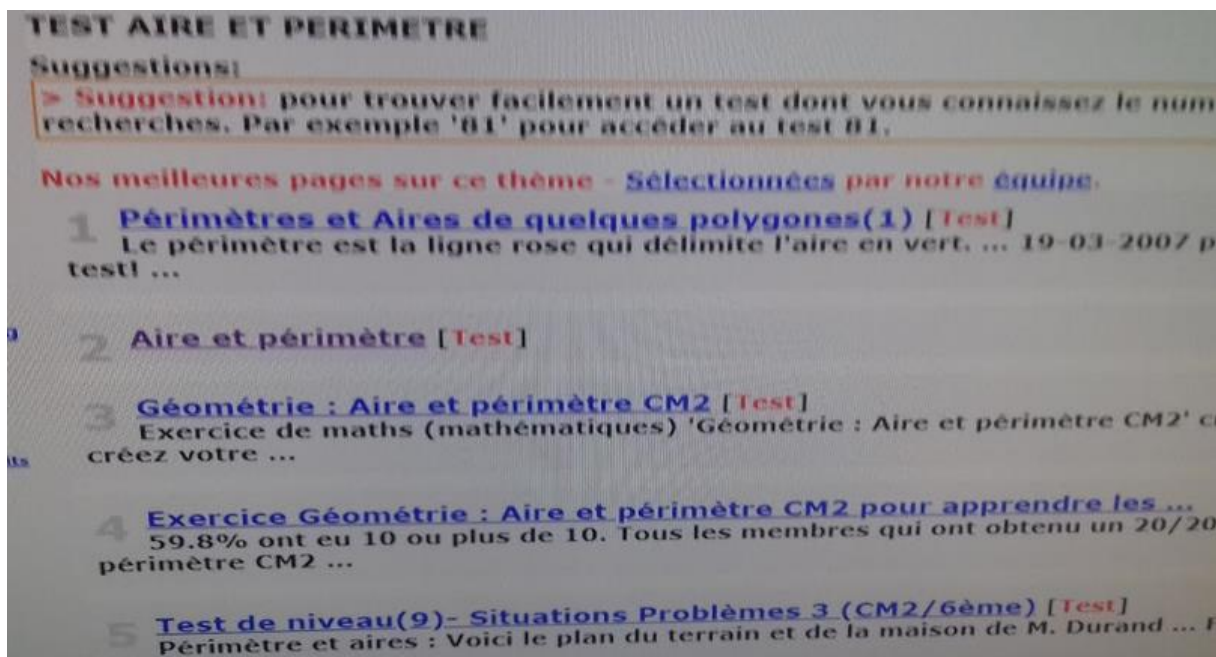 TEST AIRE ET PERIMETRE
Suggestions:
> Suggestion: pour trouver facilement un test dont vous connaissez le num
recherches. Par exemple '81' pour accéder au test 81.
Nos meilleures pages sur ce thème - Sélectionnées par notre équipe.
1 Périmètres et Aires de quelques polygones(1) [Test]
Le périmètre est la ligne rose qui délimite l'aire en vert. ... 19-03-2007 p
test! ...
2 Aire et périmètre [Test]
3 Géométrie : Aire et périmètre CM2 [Test]
Exercice de maths (mathématiques) 'Géométrie : Aire et périmètre CM2' c
créez votre ...
its
4 Exercice Géométrie : Aire et périmètre CM2 pour apprendre les ...
59.8% ont eu 10 ou plus de 10. Tous les membres qui ont obtenu un 20/20
périmètre CM2 ...
5 Test de niveau(9)- Situations Problèmes 3 (CM2/6ème) [Test]
Périmètre et aires : Voici le plan du terrain et de la maison de M. Durand ...